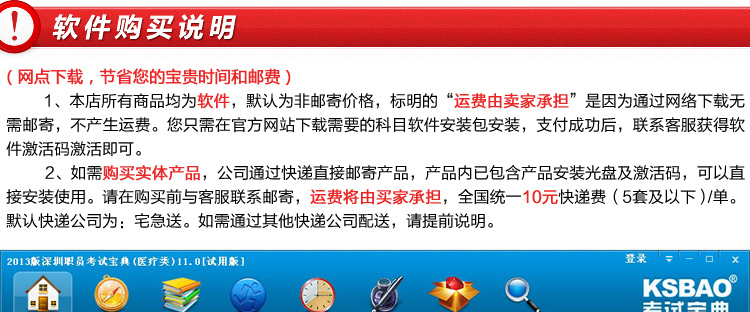 软件购买说明
（网点下载，节省您的宝贵时间和邮费）
1、本店所有商品均为软件，默认为非邮寄价格，标明的“运费由卖家承担”是因为通过网络下载无
需邮寄，不产生运费。您只需在官方网站下载需要的科目软件安装包安装，支付成功后，联系客服获得软
件激活码激活即可。
2、如需购买实体产品，公司通过快递直接邮寄产品，产品内已包含产品安装光盘及激活码，可以直
接安装使用。请在购买前与客服联系邮寄，运费将由买家承担，全国统一10元快递费（5套及以下）/单。
默认快递公司为：宅急送。如需通过其他快递公司配送，请提前说明。
2013版深圳职员考试宝典(医疗类)11.0[试用版]
登录
KSBAO®
考试宝典